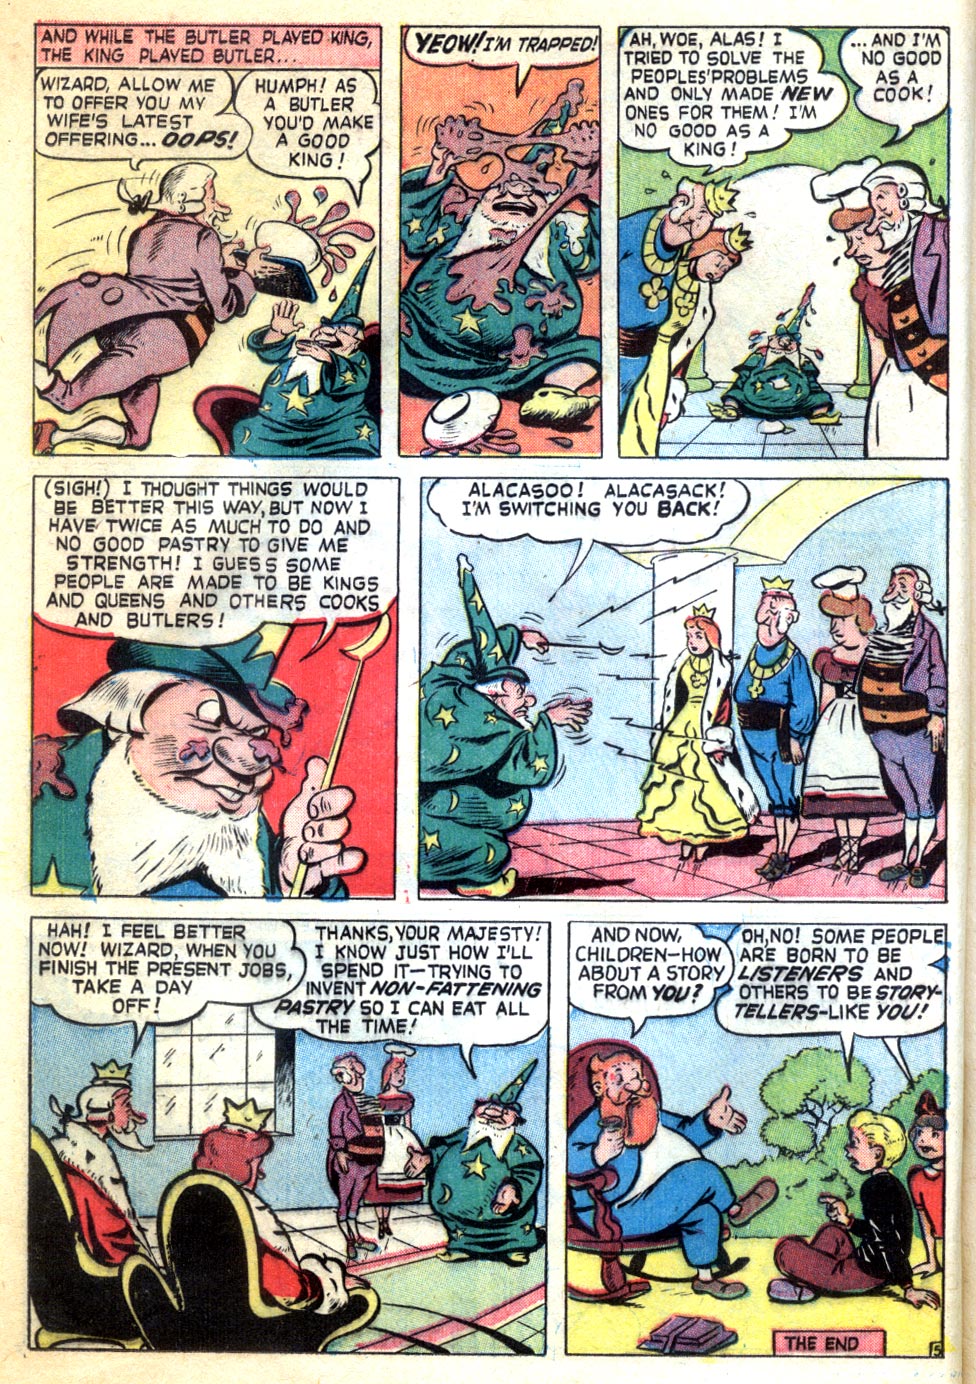 AND WHILE THE BUTLER PLAYED KING,
THE KING PLAYED BUTLER...
WIZARD, ALLOW ME
TO OFFER YOU MY
WIFE'S LATEST
OFFERING... OOPS!
HUMPH! AS
A BUTLER
YOU'D MAKE
A GOOD
KING!
YEOW! I'M TRAPPED!
AH, WOE, ALAS! I
TRIED TO SOLVE THE
PEOPLES' PROBLEMS
AND ONLY MADE NEW
ONES FOR THEM! I'M
NO GOOD AS A
KING!
...AND I'M
NO GOOD
AS A
COOK!
(SIGH!) I THOUGHT THINGS WOULD
BE BETTER THIS WAY, BUT NOW I
HAVE TWICE AS MUCH TO DO AND
NO GOOD PASTRY TO GIVE ME
STRENGTH! I GUESS SOME
PEOPLE ARE MADE TO BE KINGS
AND QUEENS AND OTHERS COOKS
AND BUTLERS!
ALACASOO! ALACASACK!
I'M SWITCHING YOU BACK!
HAH! I FEEL BETTER
NOW! WIZARD, WHEN YOU
FINISH THE PRESENT JOBS,
TAKE A DAY
OFF!
THANKS, YOUR MAJESTY!
I KNOW JUST HOW I'LL
SPEND IT—TRYING TO
INVENT NON-FATTENING
PASTRY SO I CAN EAT ALL
THE TIME!
AND NOW,
CHILDREN—HOW
ABOUT A STORY
FROM YOU?
OH, NO! SOME PEOPLE
ARE BORN TO BE
LISTENERS AND
OTHERS TO BE STORY-
TELLERS—LIKE YOU!
THE END
5